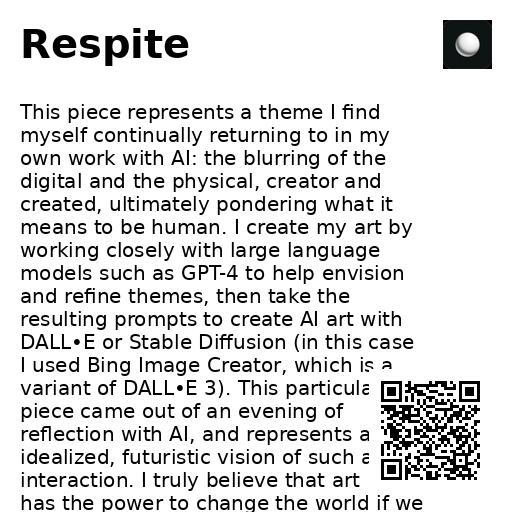 Respite
This piece represents a theme I find
myself continually returning to in my
own work with AI: the blurring of the
digital and the physical, creator and
created, ultimately pondering what it
means to be human. I create my art by
working closely with large language
models such as GPT-4 to help envision
and refine themes, then take the
resulting prompts to create AI art with
DALL•E or Stable Diffusion (in this case
I used Bing Image Creator, which is a
variant of DALL•E 3). This particula
piece came out of an evening of
reflection with AI, and represents a
idealized, futuristic vision of such a
interaction. I truly believe that art
has the power to change the world if we